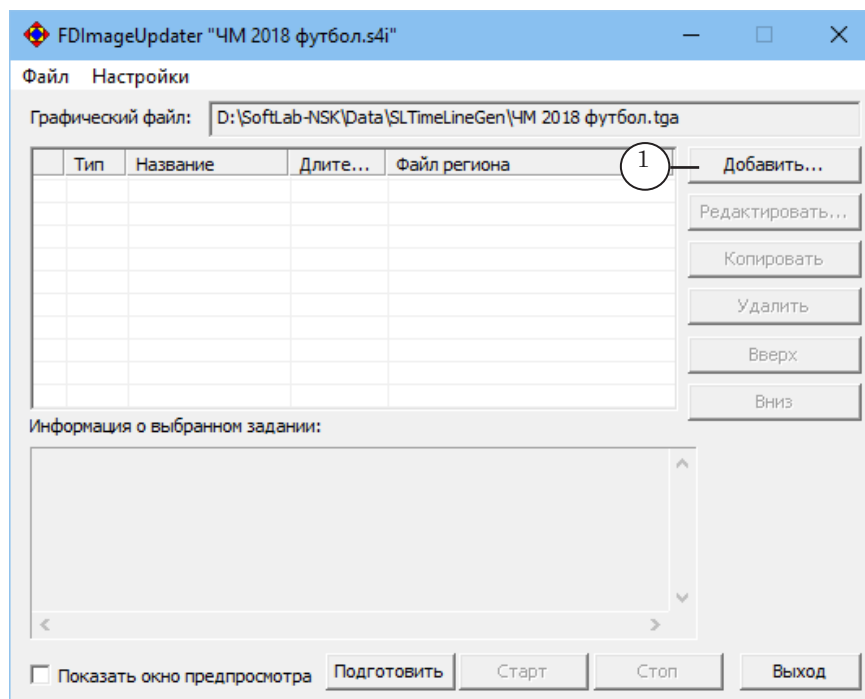 FDImageUpdater "ЧМ 2018 футбол.s4i"
Файл Настройки
Графический файл: D:\SoftLab-NSK\Data\SLTimeLineGen\ЧМ 2018 футбол.tga
Тип Название Длите... Файл региона
1
Добавить...
Редактировать...
Копировать
Удалить
Вверх
Вниз
Информация о выбранном задании:
Показать окно предпросмотра Подготовить Старт Стоп Выход